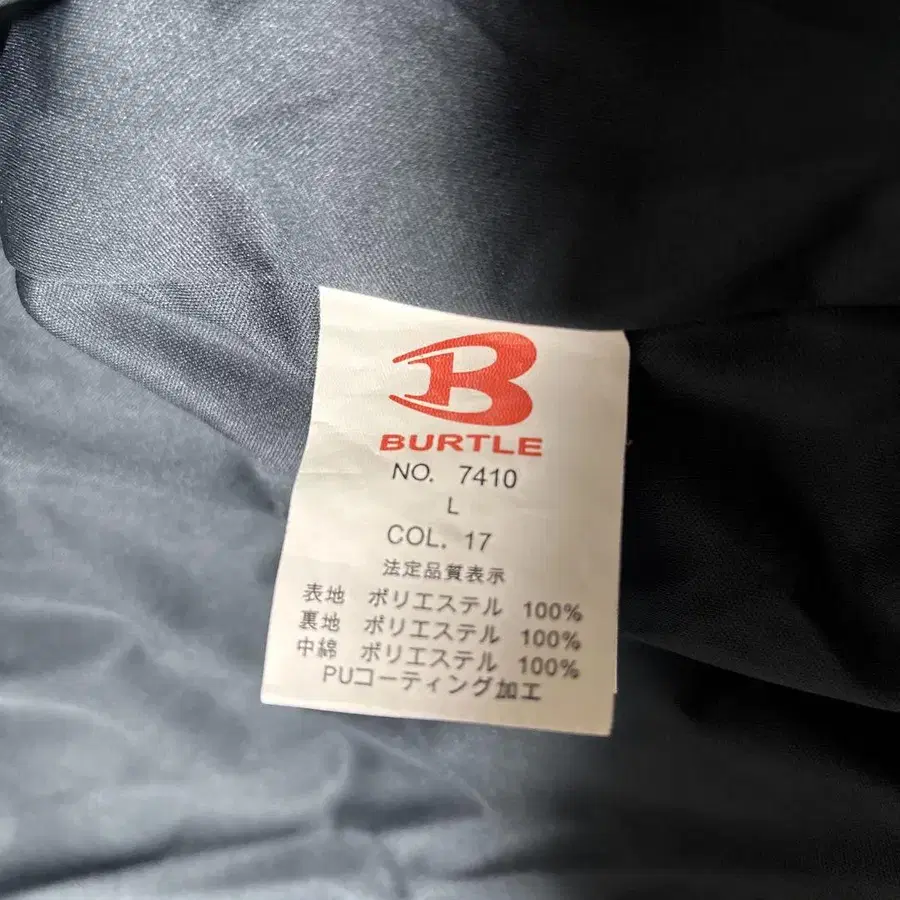 B
BURTLE
NO. 7410
L
COL. 17
法定品質表示
表地 ポリエステル 100%
裏地 ポリエステル 100%
中綿 ポリエステル 100%
PUコーティング加工